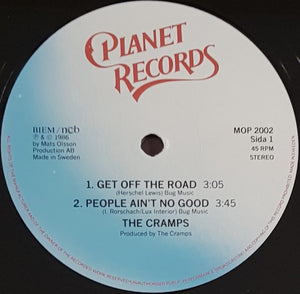 PLANET
RECORDS
BIEM / ncb
Ⓟ & © 1986
by Mats Olsson
Production AB
Made in Sweden
MOP 2002
Sida 1
45 RPM
STEREO
1. GET OFF THE ROAD 3:05
(Herschel Lewis) Bug Music
2. PEOPLE AIN'T NO GOOD 3:45
(I. Rorschach/Lux Interior) Bug Music
THE CRAMPS
Produced by The Cramps